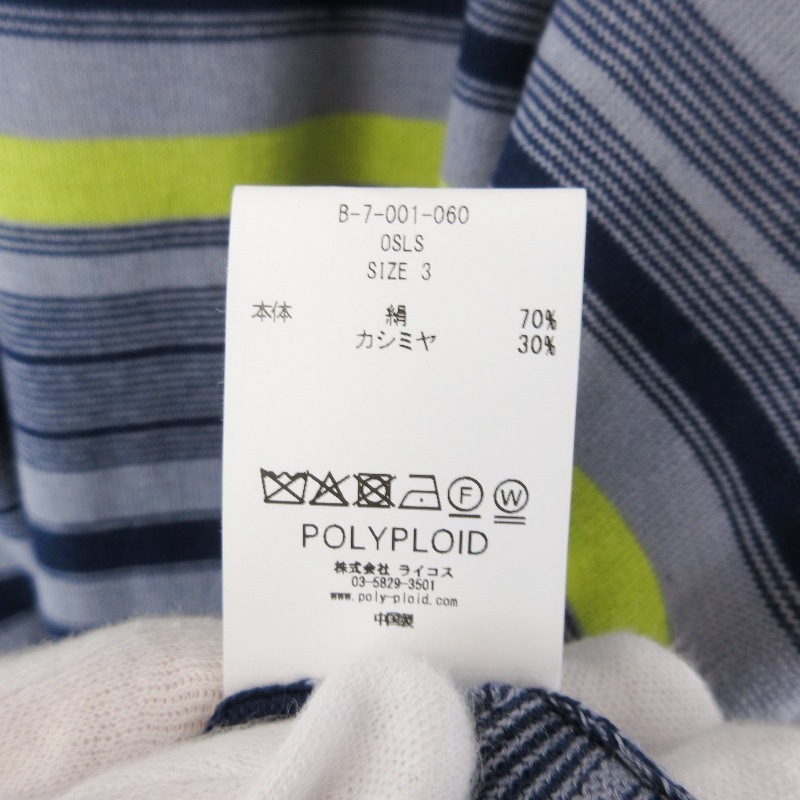 B-7-001-060
OSLS
SIZE 3
本体 絹 70%
カシミヤ 30%
F W
POLYPLOID
株式会社 ライコス
03-5829-3501
www.poly-ploid.com
中国製